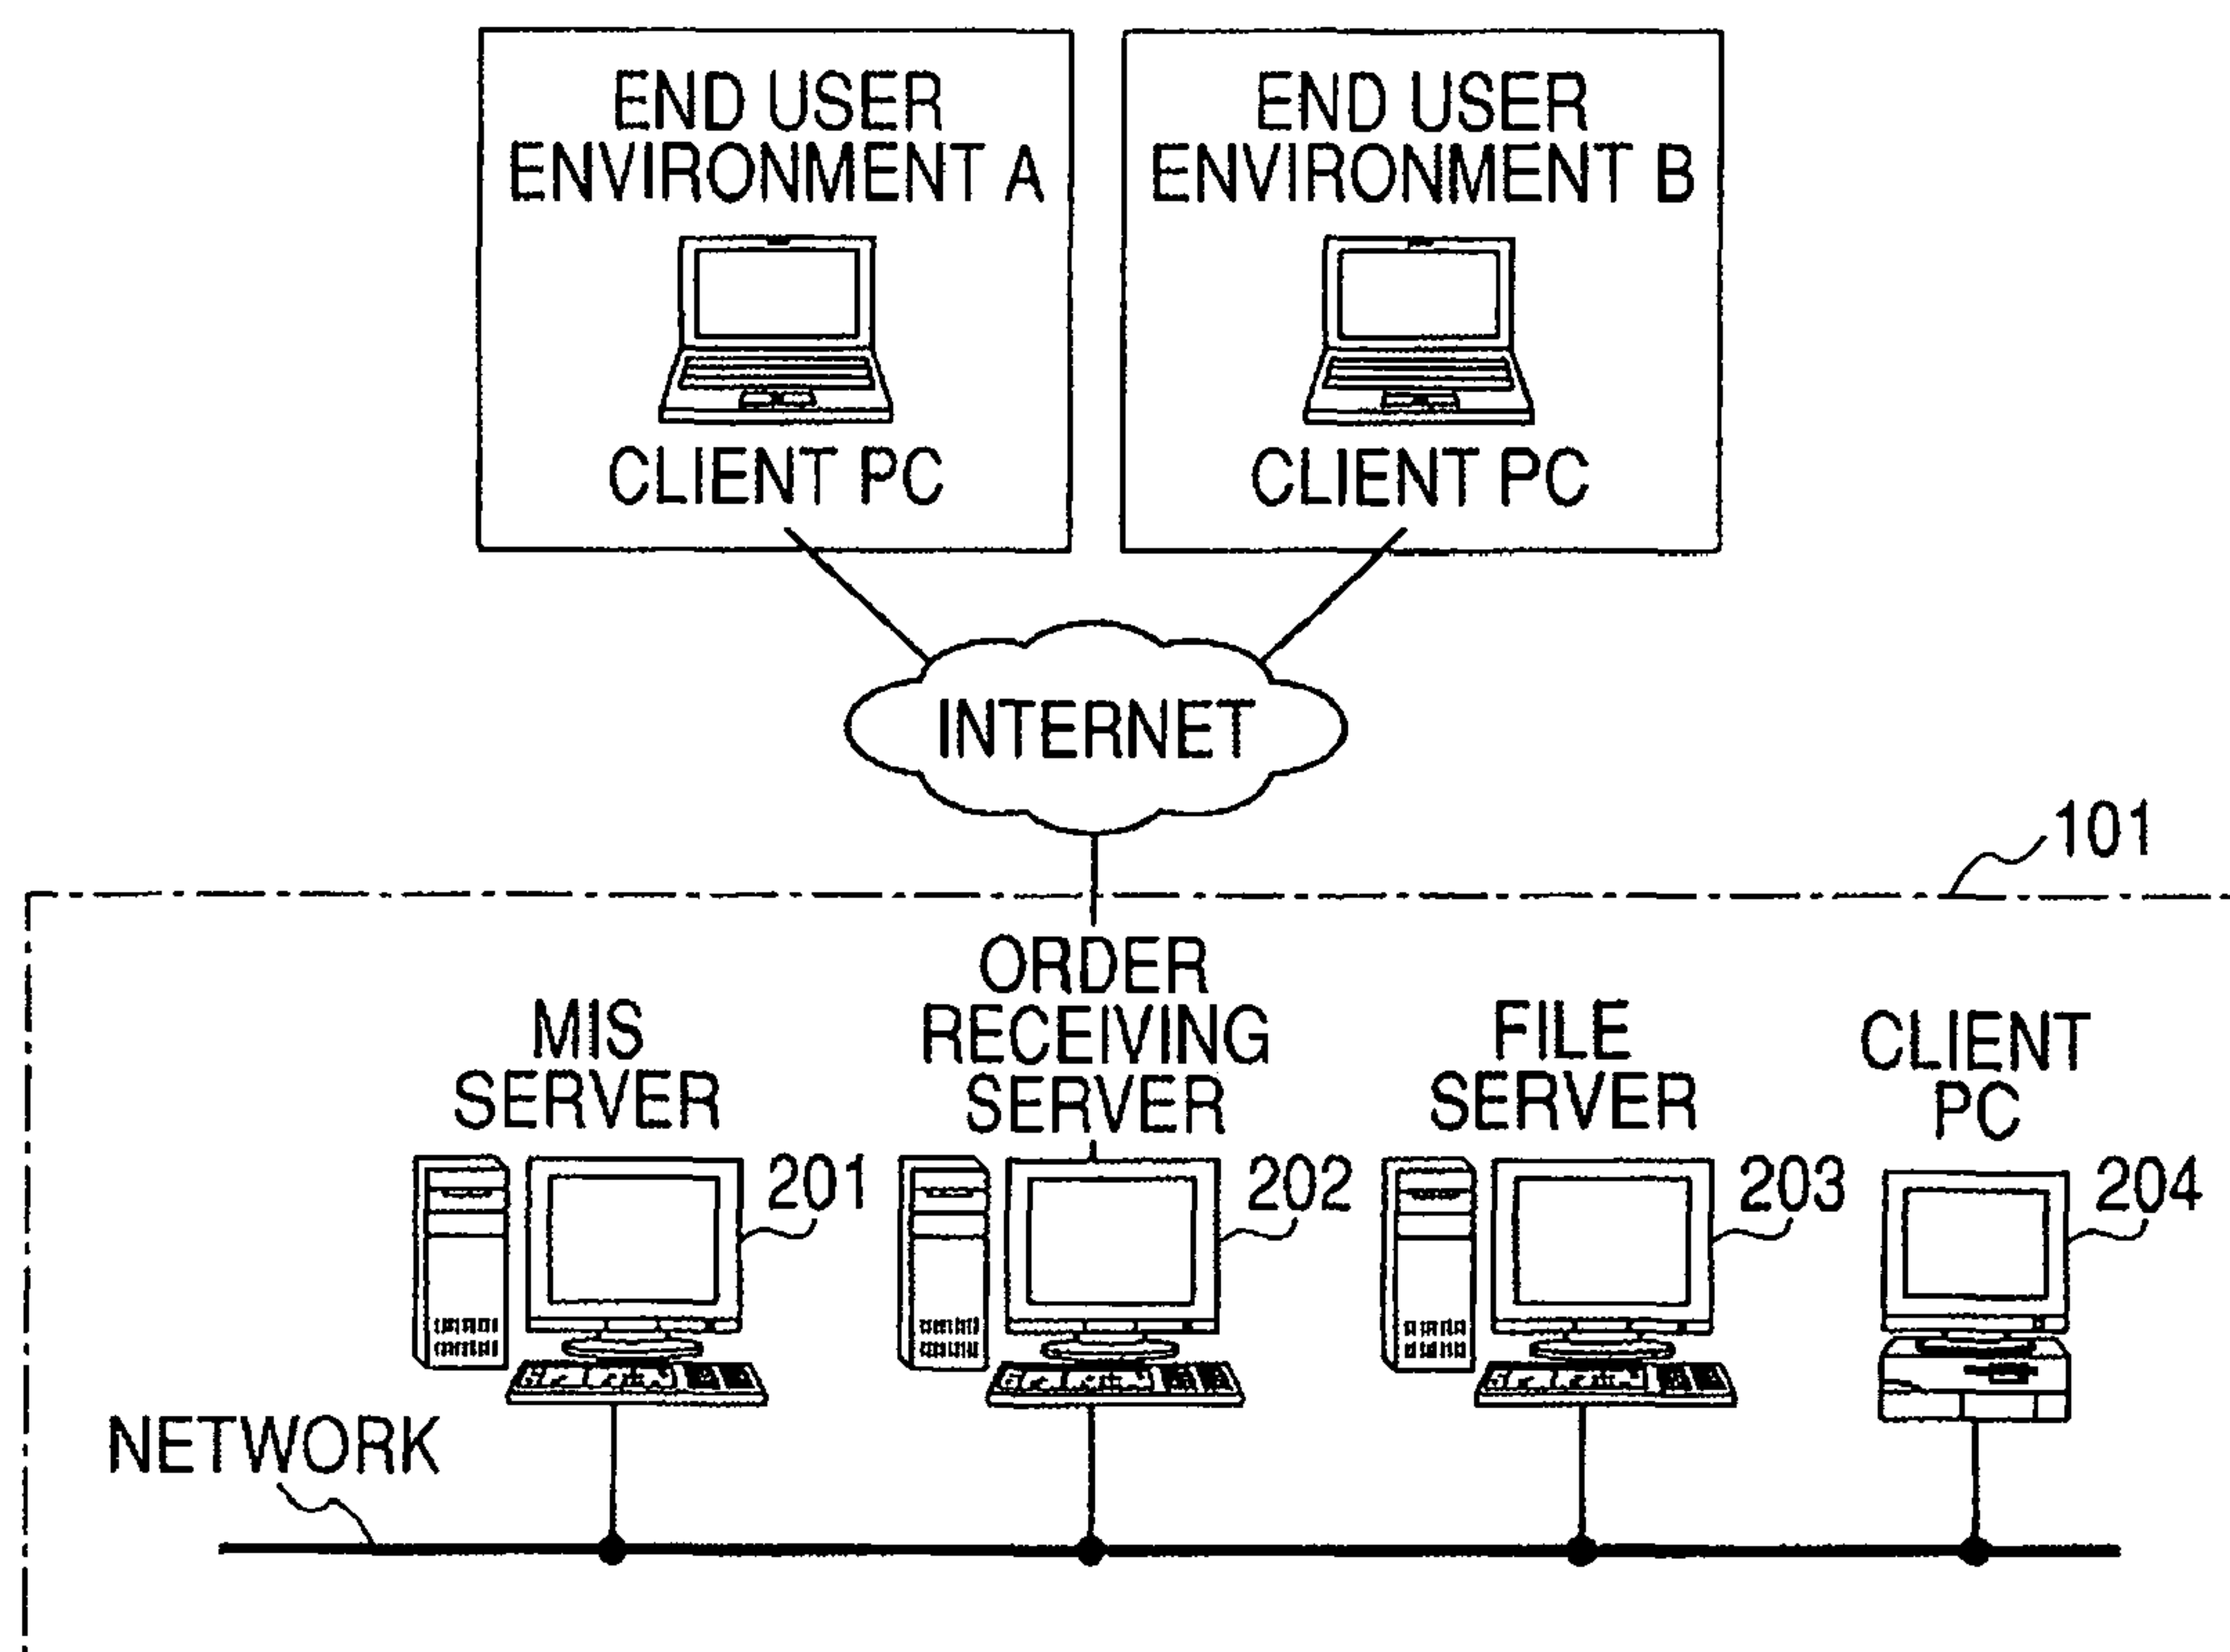 END USER
ENVIRONMENT A
CLIENT PC
END USER
ENVIRONMENT B
CLIENT PC
INTERNET
101
MIS
SERVER
201
ORDER
RECEIVING
SERVER
202
FILE
SERVER
203
CLIENT
PC
204
NETWORK